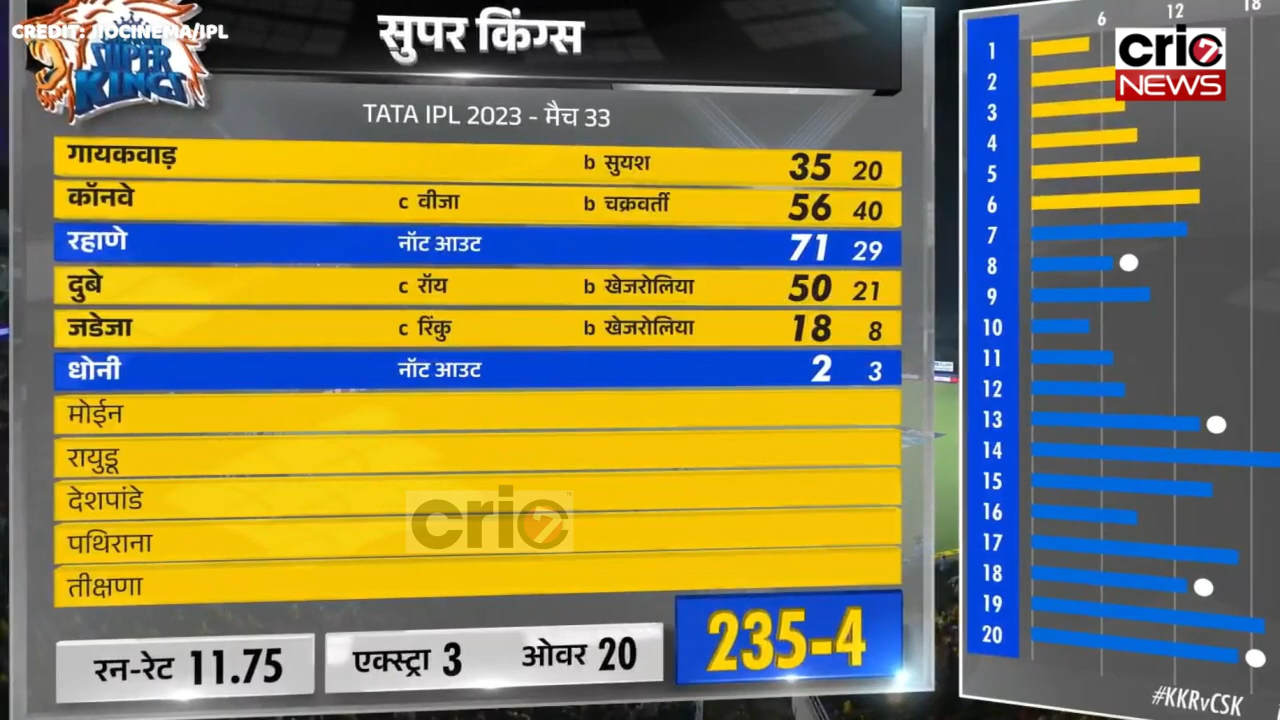 CREDIT: JIOCINEMA/IPL
SUPER KINGS
सुपर किंग्स
TATA IPL 2023 - मैच 33
गायकवाड़ b सुयश 35 20
कॉनवे c वीजा b चक्रवर्ती 56 40
रहाणे नॉट आउट 71 29
दुबे c रॉय b खेजरोलिया 50 21
जडेजा c रिंकु b खेजरोलिया 18 8
धोनी नॉट आउट 2 3
मोईन
रायुडू
देशपांडे
पथिराना
तीक्षणा
रन-रेट 11.75 एक्स्ट्रा 3 ओवर 20 235-4
cric7
6 12 18
cric7
NEWS
1
2
3
4
5
6
7
8
9
10
11
12
13
14
15
16
17
18
19
20
#KKRvCSK